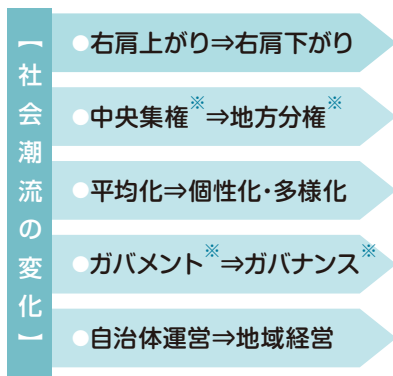 【社会潮流の変化】
●右肩上がり⇒右肩下がり
●中央集権※⇒地方分権※
●平均化⇒個性化・多様化
●ガバメント※⇒ガバナンス※
●自治体運営⇒地域経営